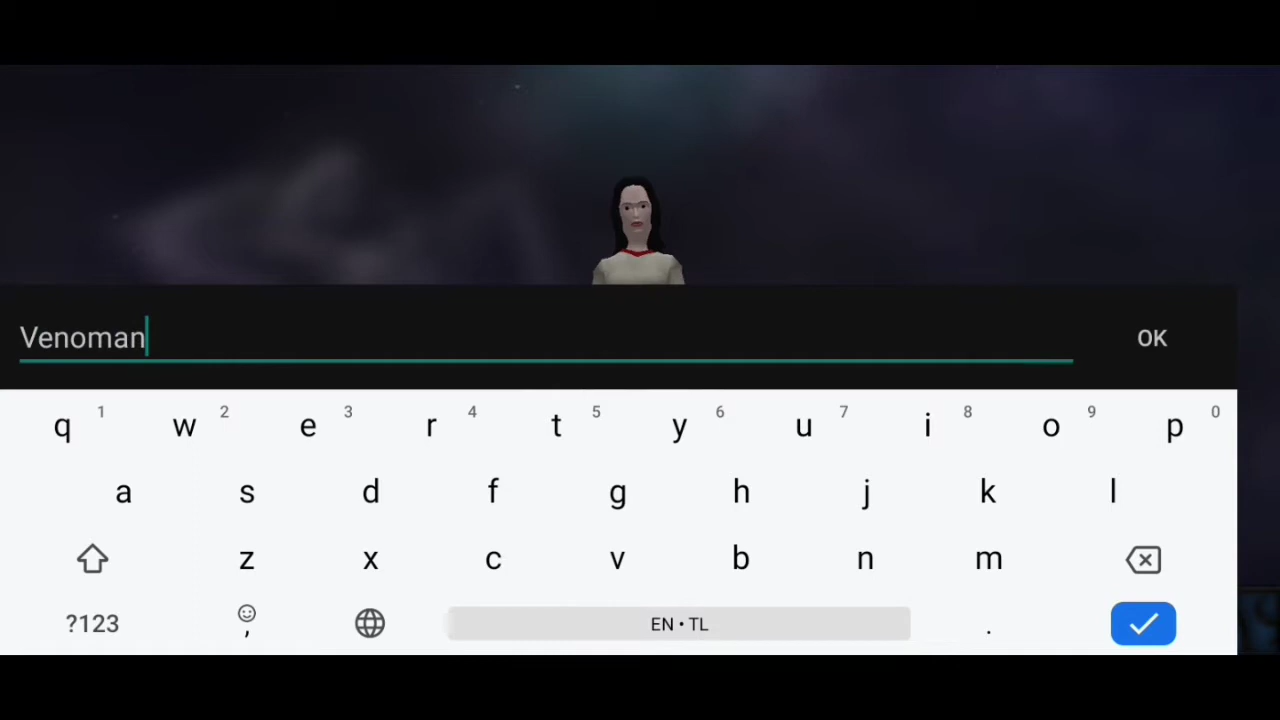 Venoman
OK
q 1 w 2 e 3 r 4 t 5 y 6 u 7 i 8 o 9 p 0
a s d f g h j k l
z x c v b n m
?123 , EN • TL .